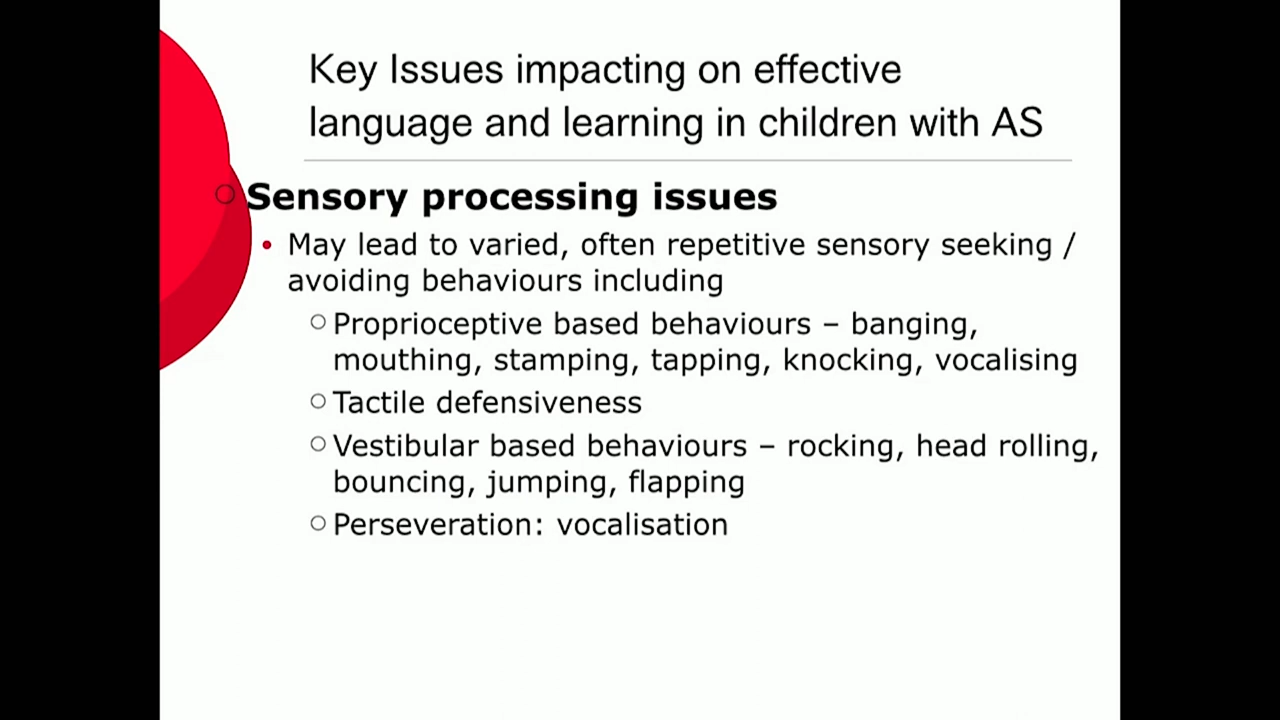 Key Issues impacting on effective
language and learning in children with AS
Sensory processing issues
May lead to varied, often repetitive sensory seeking /
avoiding behaviours including
Proprioceptive based behaviours – banging,
mouthing, stamping, tapping, knocking, vocalising
Tactile defensiveness
Vestibular based behaviours – rocking, head rolling,
bouncing, jumping, flapping
Perseveration: vocalisation